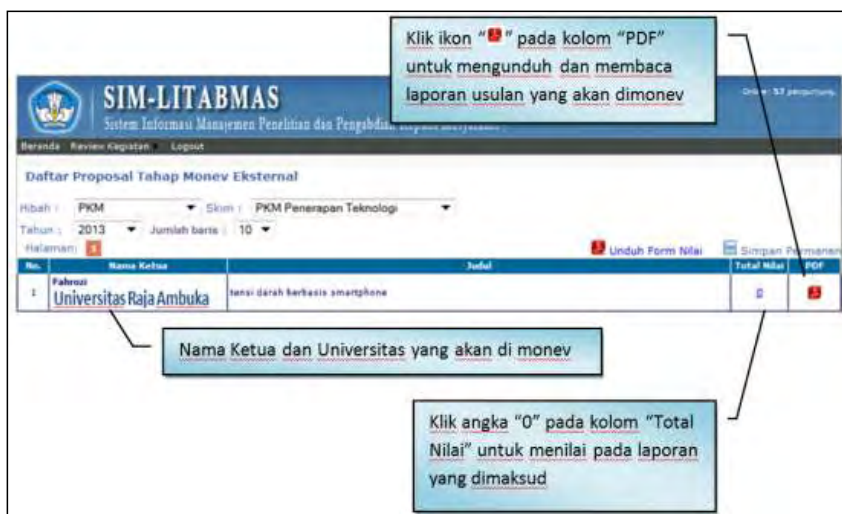 Klik ikon “ ” pada kolom “PDF”
untuk mengunduh dan membaca
laporan usulan yang akan dimonev
SIM-LITABMAS
Sistem Informasi Manajemen Penelitian dan Pengabdian
Online : 57 pengunjung
Beranda Review Kegiatan Logout
Daftar Proposal Tahap Monev Eksternal
Hibah : PKM Skim : PKM Penerapan Teknologi
Tahun : 2013 Jumlah baris : 10
Halaman: 1 Unduh Form Nilai Simpan Permanen
No. Nama Ketua Judul Total Nilai PDF
1 Fahrozi
Universitas Raja Ambuka tensi darah berbasis smartphone 0
Nama Ketua dan Universitas yang akan di monev
Klik angka “0” pada kolom “Total
Nilai” untuk menilai pada laporan
yang dimaksud